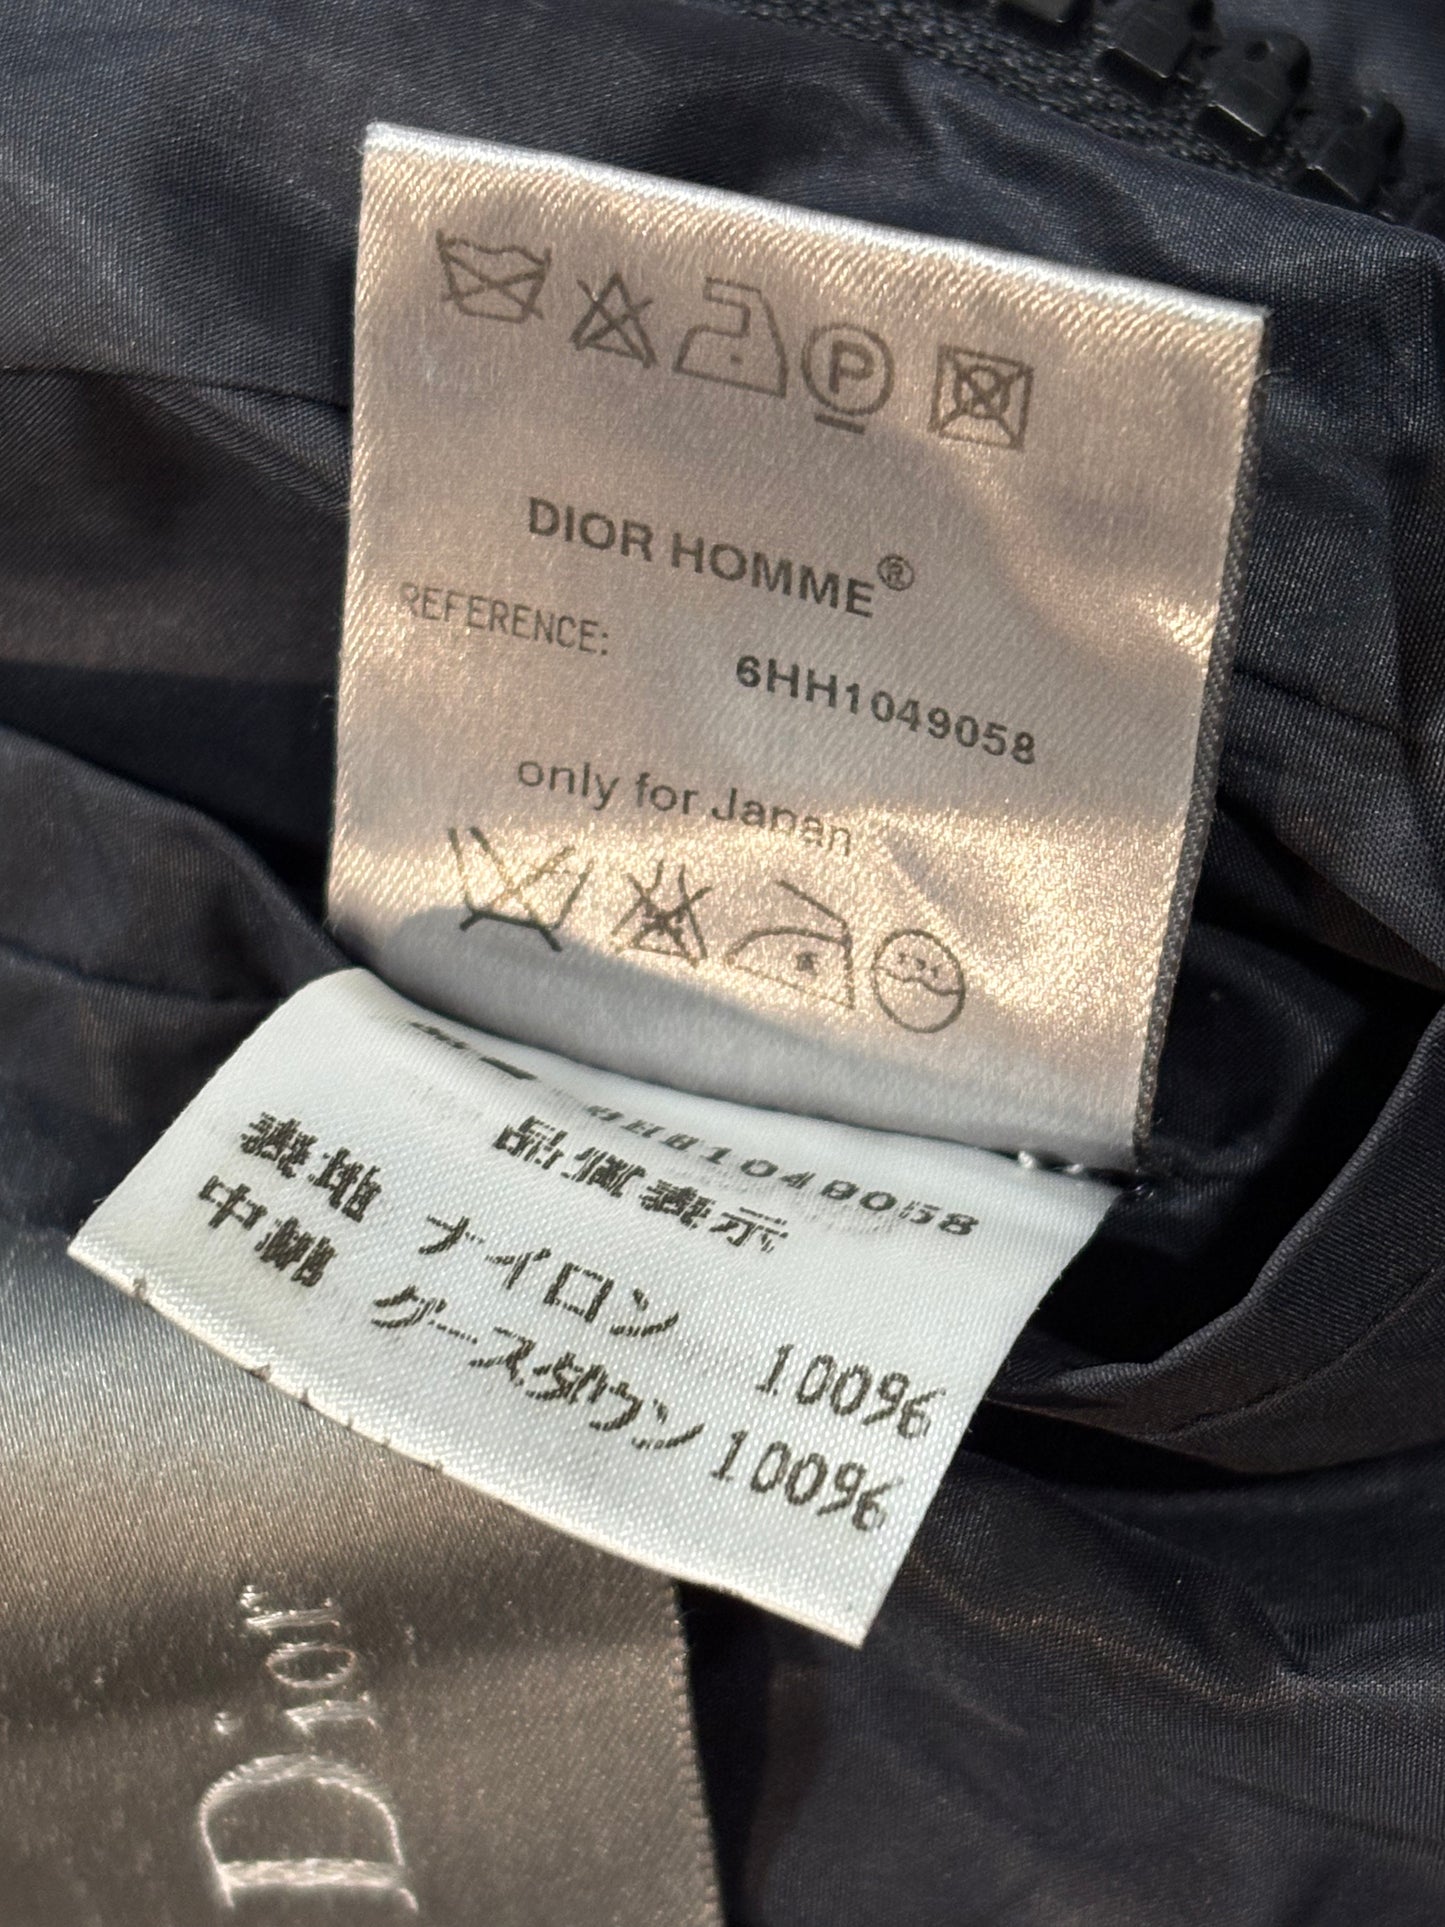 P
DIOR HOMME®
REFERENCE:
6HH1049058
only for Japan
品質表示
表地 ナイロン 100%
中綿 グースダウン 100%
Dior